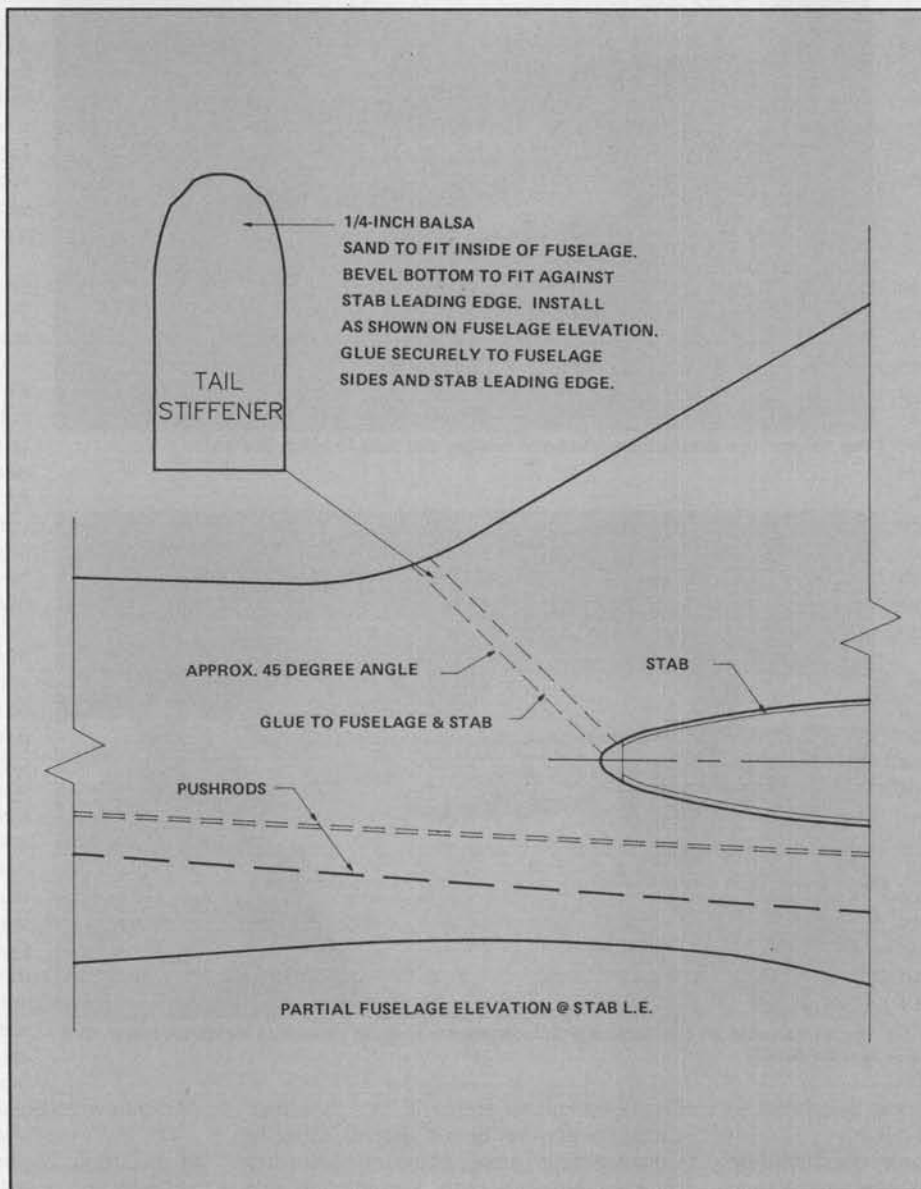 1/4-INCH BALSA
SAND TO FIT INSIDE OF FUSELAGE.
BEVEL BOTTOM TO FIT AGAINST
STAB LEADING EDGE. INSTALL
AS SHOWN ON FUSELAGE ELEVATION.
GLUE SECURELY TO FUSELAGE
SIDES AND STAB LEADING EDGE.
TAIL
STIFFENER
APPROX. 45 DEGREE ANGLE
STAB
GLUE TO FUSELAGE & STAB
PUSHRODS
PARTIAL FUSELAGE ELEVATION @ STAB L.E.